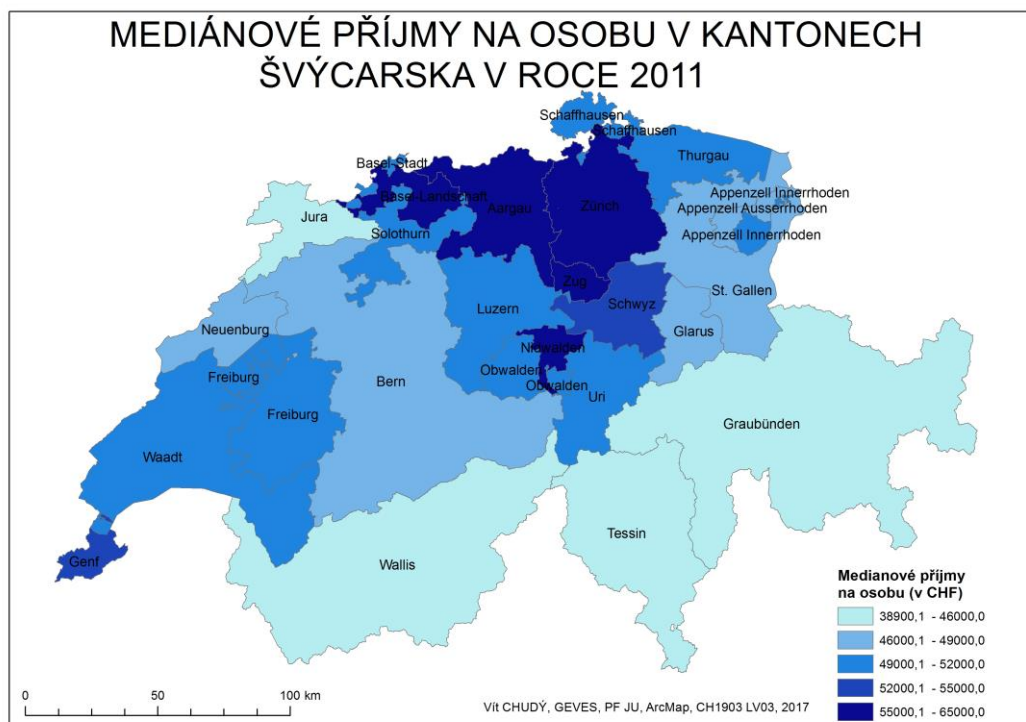 MEDIÁNOVÉ PŘÍJMY NA OSOBU V KANTONECH
ŠVÝCARSKA V ROCE 2011
Schaffhausen
Schaffhausen
Basel-Stadt
Thurgau
Basel-Landschaft
Appenzell Innerrhoden
Aargau
Zürich
Appenzell Ausserrhoden
Jura
Solothurn
Appenzell Innerrhoden
Zug
St. Gallen
Luzern
Schwyz
Neuenburg
Glarus
Nidwalden
Obwalden
Freiburg
Bern
Obwalden
Uri
Freiburg
Graubünden
Waadt
Tessin
Genf
Wallis
Medianové příjmy
na osobu (v CHF)
38900,1 - 46000,0
46000,1 - 49000,0
49000,1 - 52000,0
52000,1 - 55000,0
55000,1 - 65000,0
0 50 100 km
Vít CHUDÝ, GEVES, PF JU, ArcMap, CH1903 LV03, 2017